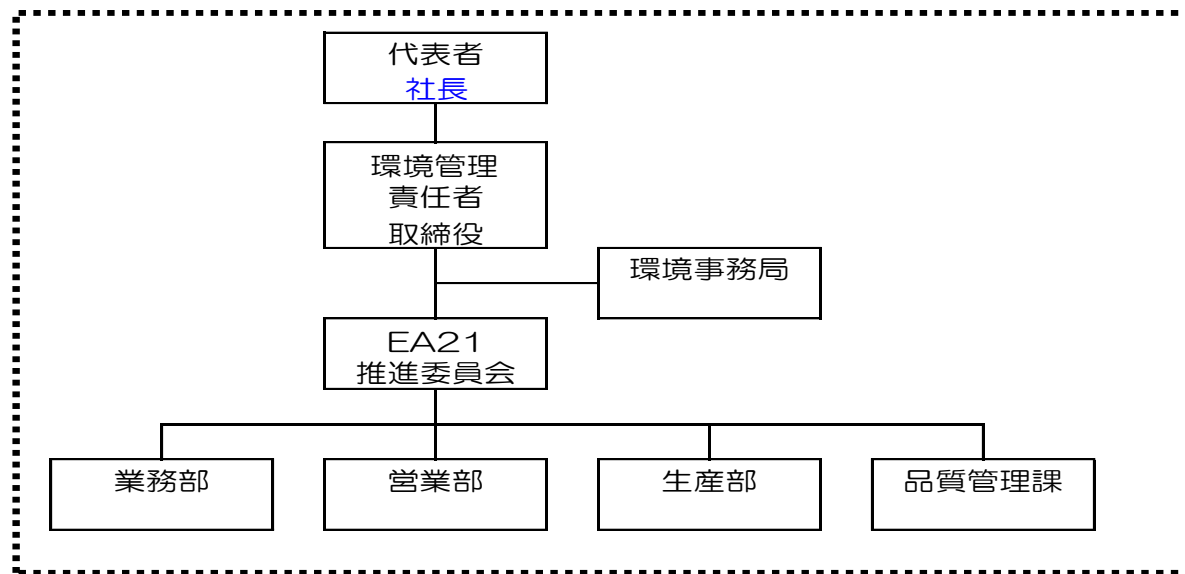 代表者
社長
環境管理
責任者
取締役
環境事務局
EA21
推進委員会
業務部
営業部
生産部
品質管理課